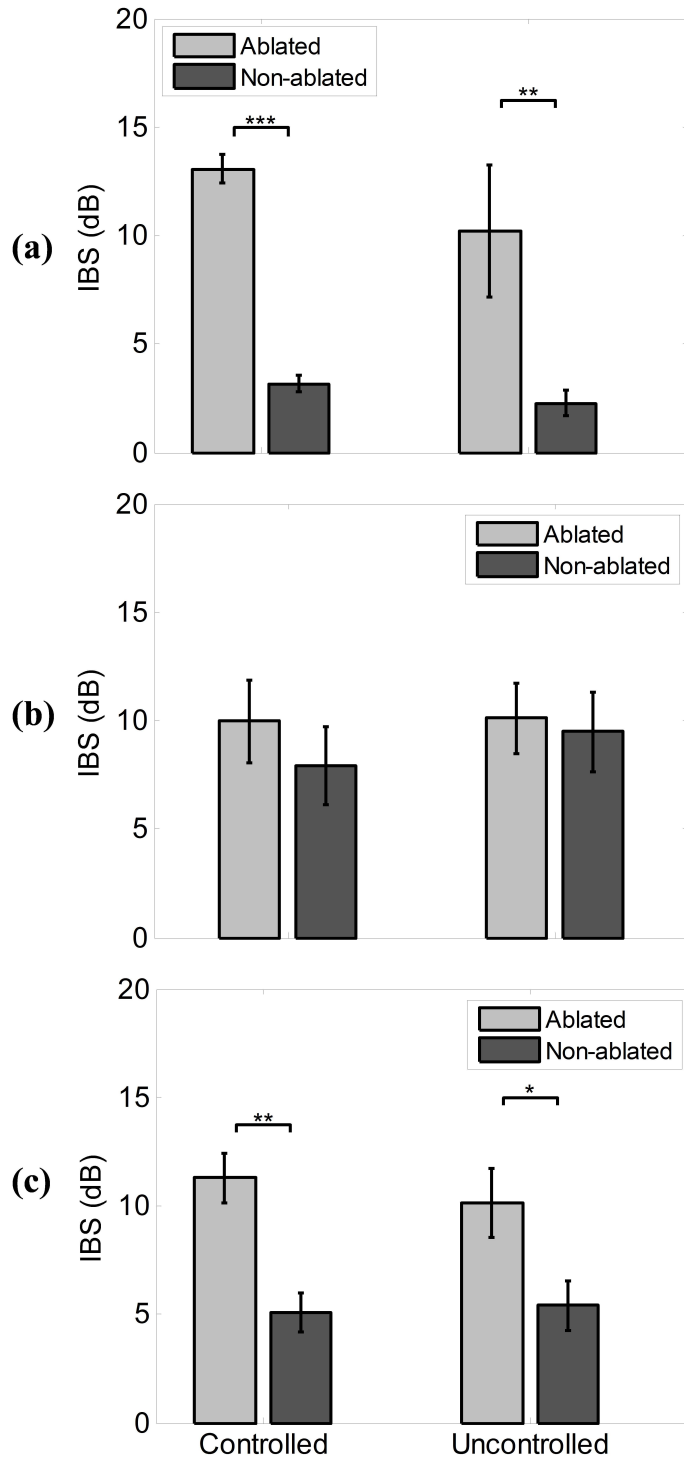 20
Ablated
Non-ablated
15
***
**
10
5
0
IBS (dB)
(a)
20
Ablated
Non-ablated
15
10
5
0
IBS (dB)
(b)
20
Ablated
Non-ablated
15
**
*
10
5
0
IBS (dB)
(c)
Controlled Uncontrolled